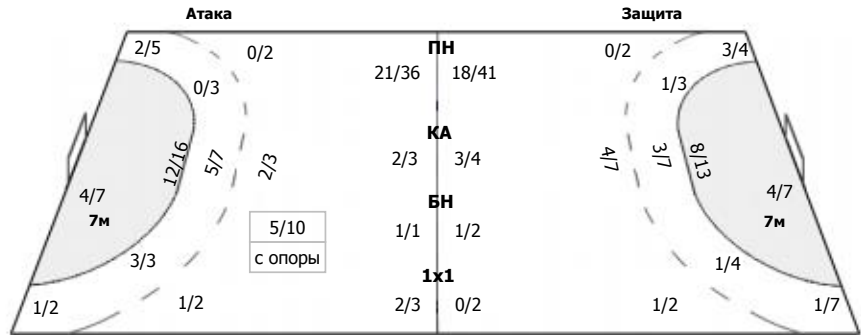 Атака Защита
2/5 0/2 ПН 0/2 3/4
21/36 18/41
0/3 1/3
КА
12/16 5/7 2/3 2/3 3/4 4/7 3/7 8/13
4/7 4/7
7м 7м
БН
5/10 1/1 1/2
с опоры
3/3 1/4
1x1
1/2 1/2 2/3 0/2 1/2 1/7